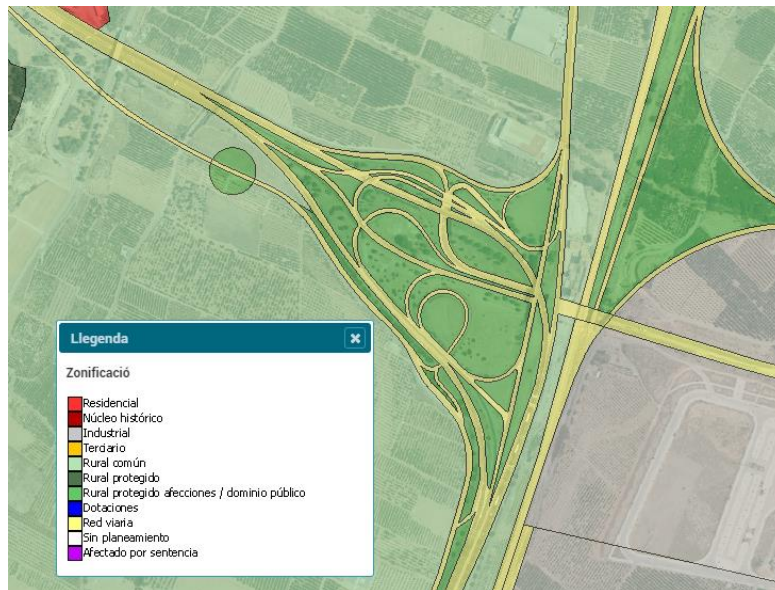 Llegenda
Zonificació
Residencial
Núcleo histórico
Industrial
Terciario
Rural común
Rural protegido
Rural protegido afecciones / dominio público
Dotaciones
Red viaria
Sin planeamiento
Afectado por sentencia